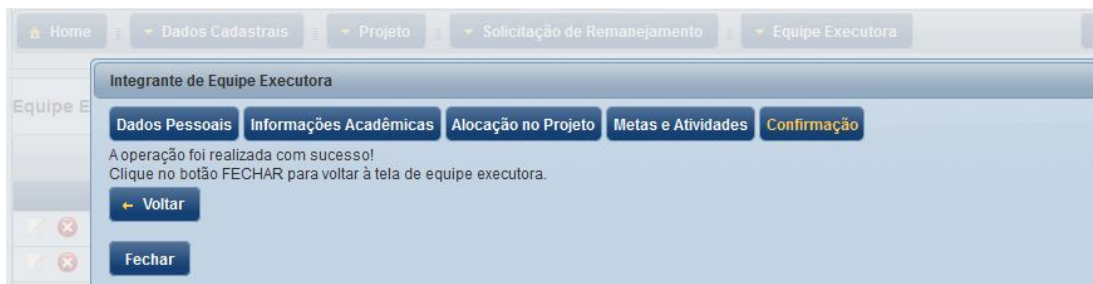 Home Dados Cadastrais Projeto Solicitação de Remanejamento Equipe Executora
Integrante de Equipe Executora
Equipe E
Dados Pessoais Informações Acadêmicas Alocação no Projeto Metas e Atividades Confirmação
A operação foi realizada com sucesso!
Clique no botão FECHAR para voltar à tela de equipe executora.
Voltar
Fechar